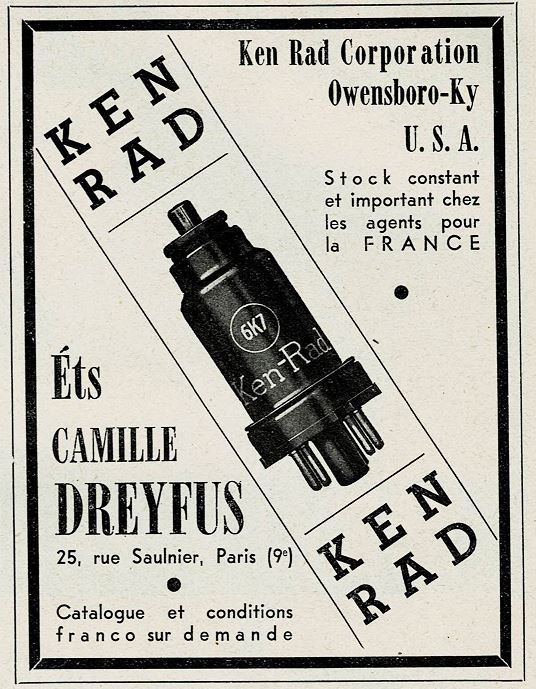 KEN
RAD
Ken Rad Corporation
Owensboro-Ky
U. S. A.
Stock constant
et important chez
les agents pour
la FRANCE
6K7
Ken-Rad
Éts
CAMILLE
DREYFUS
25, rue Saulnier, Paris (9e)
Catalogue et conditions
franco sur demande
KEN
RAD